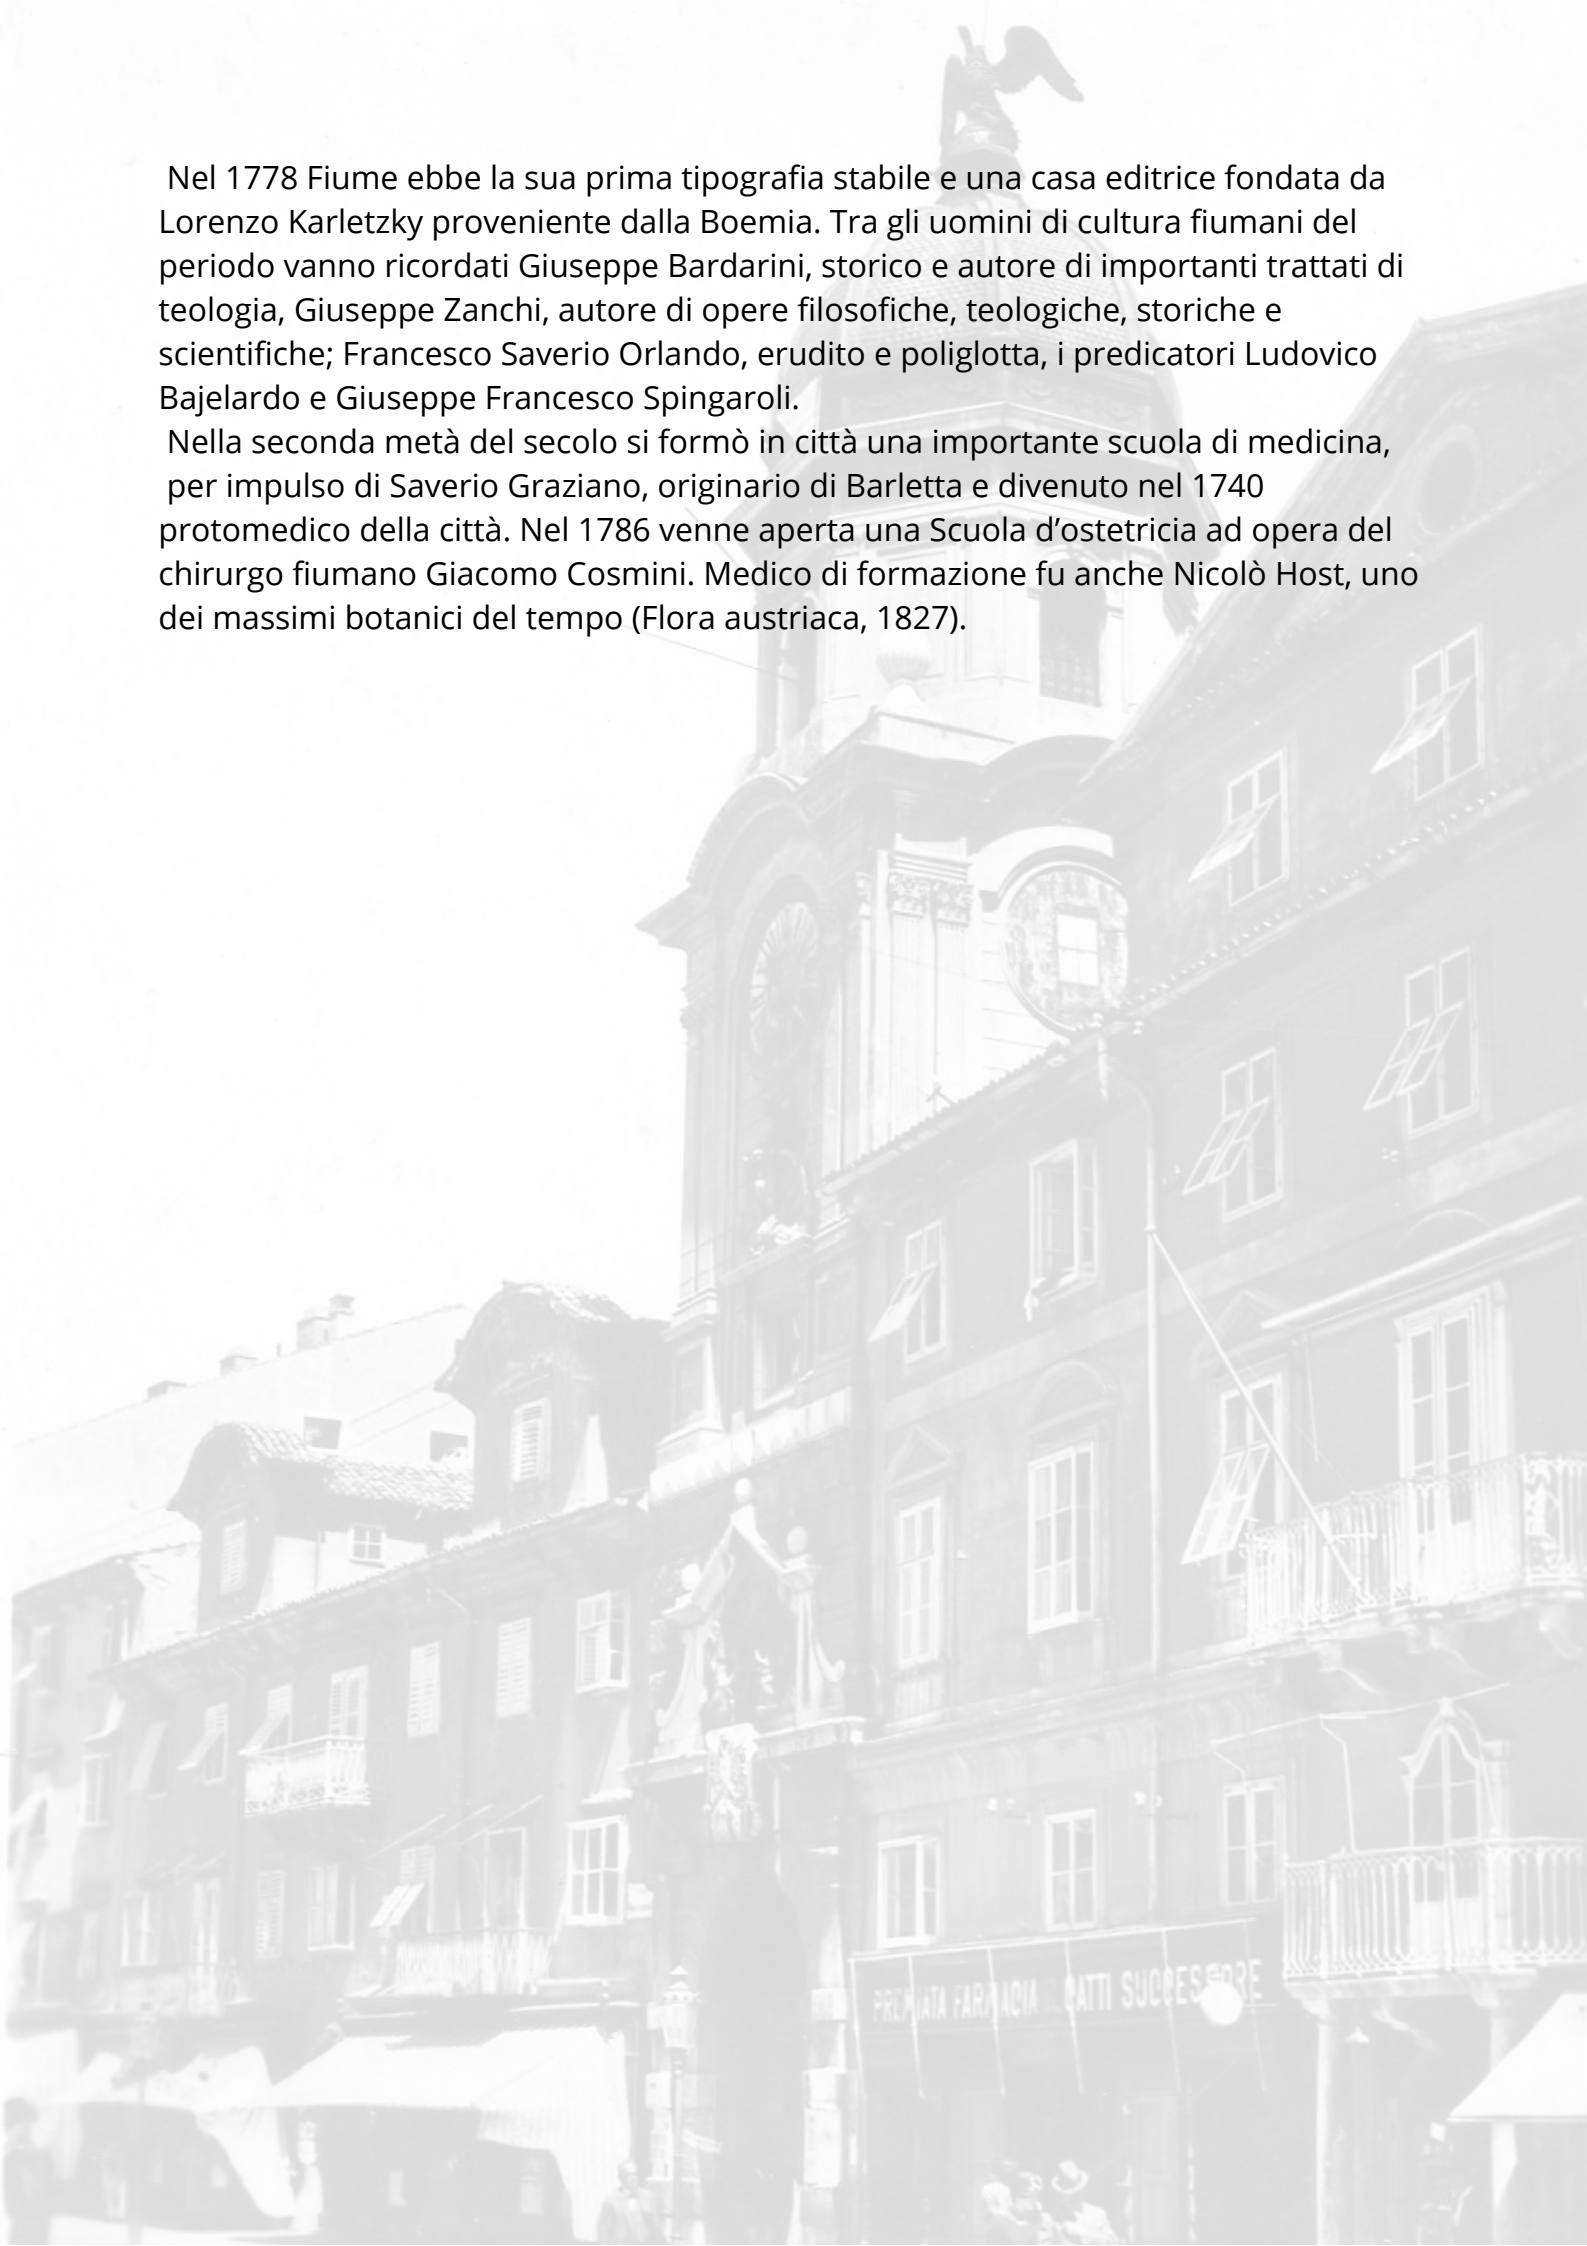 Nel 1778 Fiume ebbe la sua prima tipografia stabile e una casa editrice fondata da
Lorenzo Karletzky proveniente dalla Boemia. Tra gli uomini di cultura fiumani del
periodo vanno ricordati Giuseppe Bardarini, storico e autore di importanti trattati di
teologia, Giuseppe Zanchi, autore di opere filosofiche, teologiche, storiche e
scientifiche; Francesco Saverio Orlando, erudito e poliglotta, i predicatori Ludovico
Bajelardo e Giuseppe Francesco Spingaroli.
Nella seconda metà del secolo si formò in città una importante scuola di medicina,
per impulso di Saverio Graziano, originario di Barletta e divenuto nel 1740
protomedico della città. Nel 1786 venne aperta una Scuola d’ostetricia ad opera del
chirurgo fiumano Giacomo Cosmini. Medico di formazione fu anche Nicolò Host, uno
dei massimi botanici del tempo (Flora austriaca, 1827).
PREMIATA FARMACIA CATTI SUCCESSORE